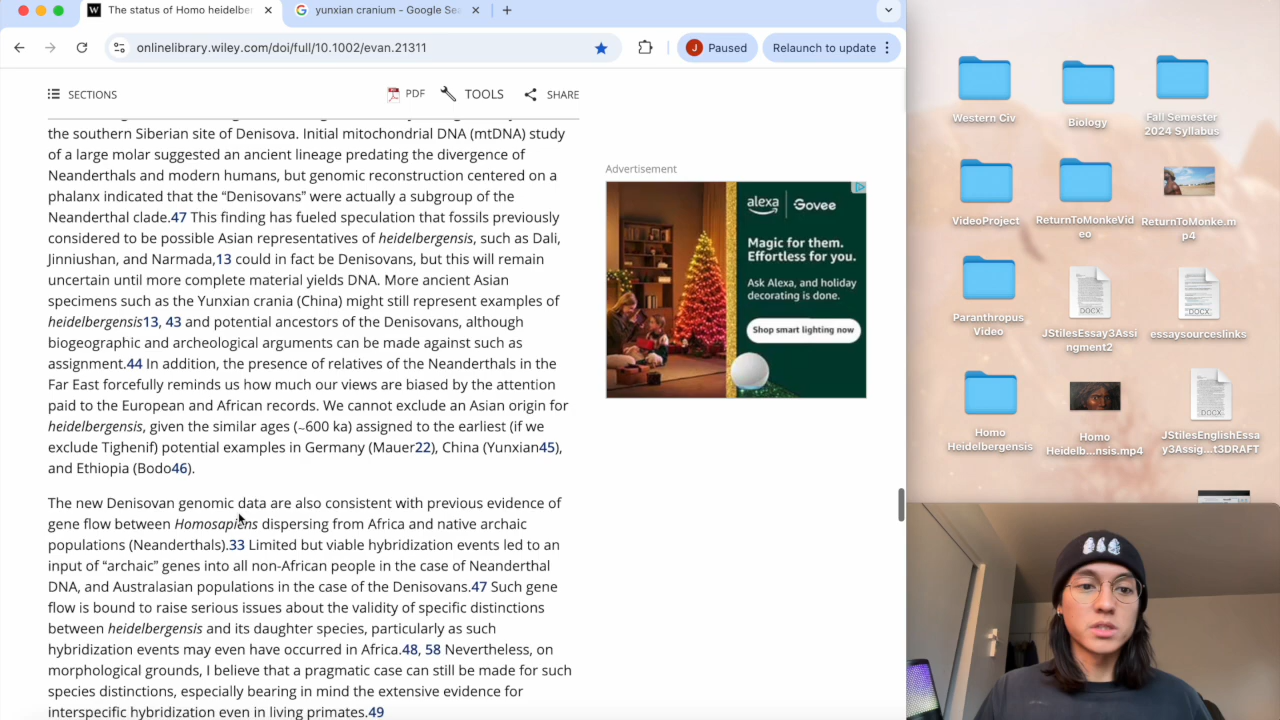 The status of Homo heidelber
yunxian cranium - Google Sea
onlinelibrary.wiley.com/doi/full/10.1002/evan.21311
J
Paused
Relaunch to update
SECTIONS
PDF
TOOLS
SHARE
the southern Siberian site of Denisova. Initial mitochondrial DNA (mtDNA) study
of a large molar suggested an ancient lineage predating the divergence of
Neanderthals and modern humans, but genomic reconstruction centered on a
phalanx indicated that the “Denisovans” were actually a subgroup of the
Neanderthal clade.47 This finding has fueled speculation that fossils previously
considered to be possible Asian representatives of heidelbergensis, such as Dali,
Jinniushan, and Narmada,13 could in fact be Denisovans, but this will remain
uncertain until more complete material yields DNA. More ancient Asian
specimens such as the Yunxian crania (China) might still represent examples of
heidelbergensis13, 43 and potential ancestors of the Denisovans, although
biogeographic and archeological arguments can be made against such
assignment.44 In addition, the presence of relatives of the Neanderthals in the
Far East forcefully reminds us how much our views are biased by the attention
paid to the European and African records. We cannot exclude an Asian origin for
heidelbergensis, given the similar ages (~600 ka) assigned to the earliest (if we
exclude Tighenif) potential examples in Germany (Mauer22), China (Yunxian45),
and Ethiopia (Bodo46).
The new Denisovan genomic data are also consistent with previous evidence of
gene flow between Homosapiens dispersing from Africa and native archaic
populations (Neanderthals).33 Limited but viable hybridization events led to an
input of “archaic” genes into all non-African people in the case of Neanderthal
DNA, and Australasian populations in the case of the Denisovans.47 Such gene
flow is bound to raise serious issues about the validity of specific distinctions
between heidelbergensis and its daughter species, particularly as such
hybridization events may even have occurred in Africa.48, 58 Nevertheless, on
morphological grounds, I believe that a pragmatic case can still be made for such
species distinctions, especially bearing in mind the extensive evidence for
interspecific hybridization even in living primates.49
Advertisement
alexa
Govee
Magic for them.
Effortless for you.
Ask Alexa, and holiday
decorating is done.
Shop smart lighting now
Western Civ
Biology
Fall Semester
2024 Syllabus
VideoProject
ReturnToMonkeVid
eo
ReturnToMonke.m
p4
Paranthropus
Video
DOCX
JStilesEssay3Assi
ngment2
DOCX
essaysourceslinks
Homo
Heidelbergensis
Homo
Heidelb...nsis.mp4
DOCX
JStilesEnglishEssa
y3Assig...t3DRAFT